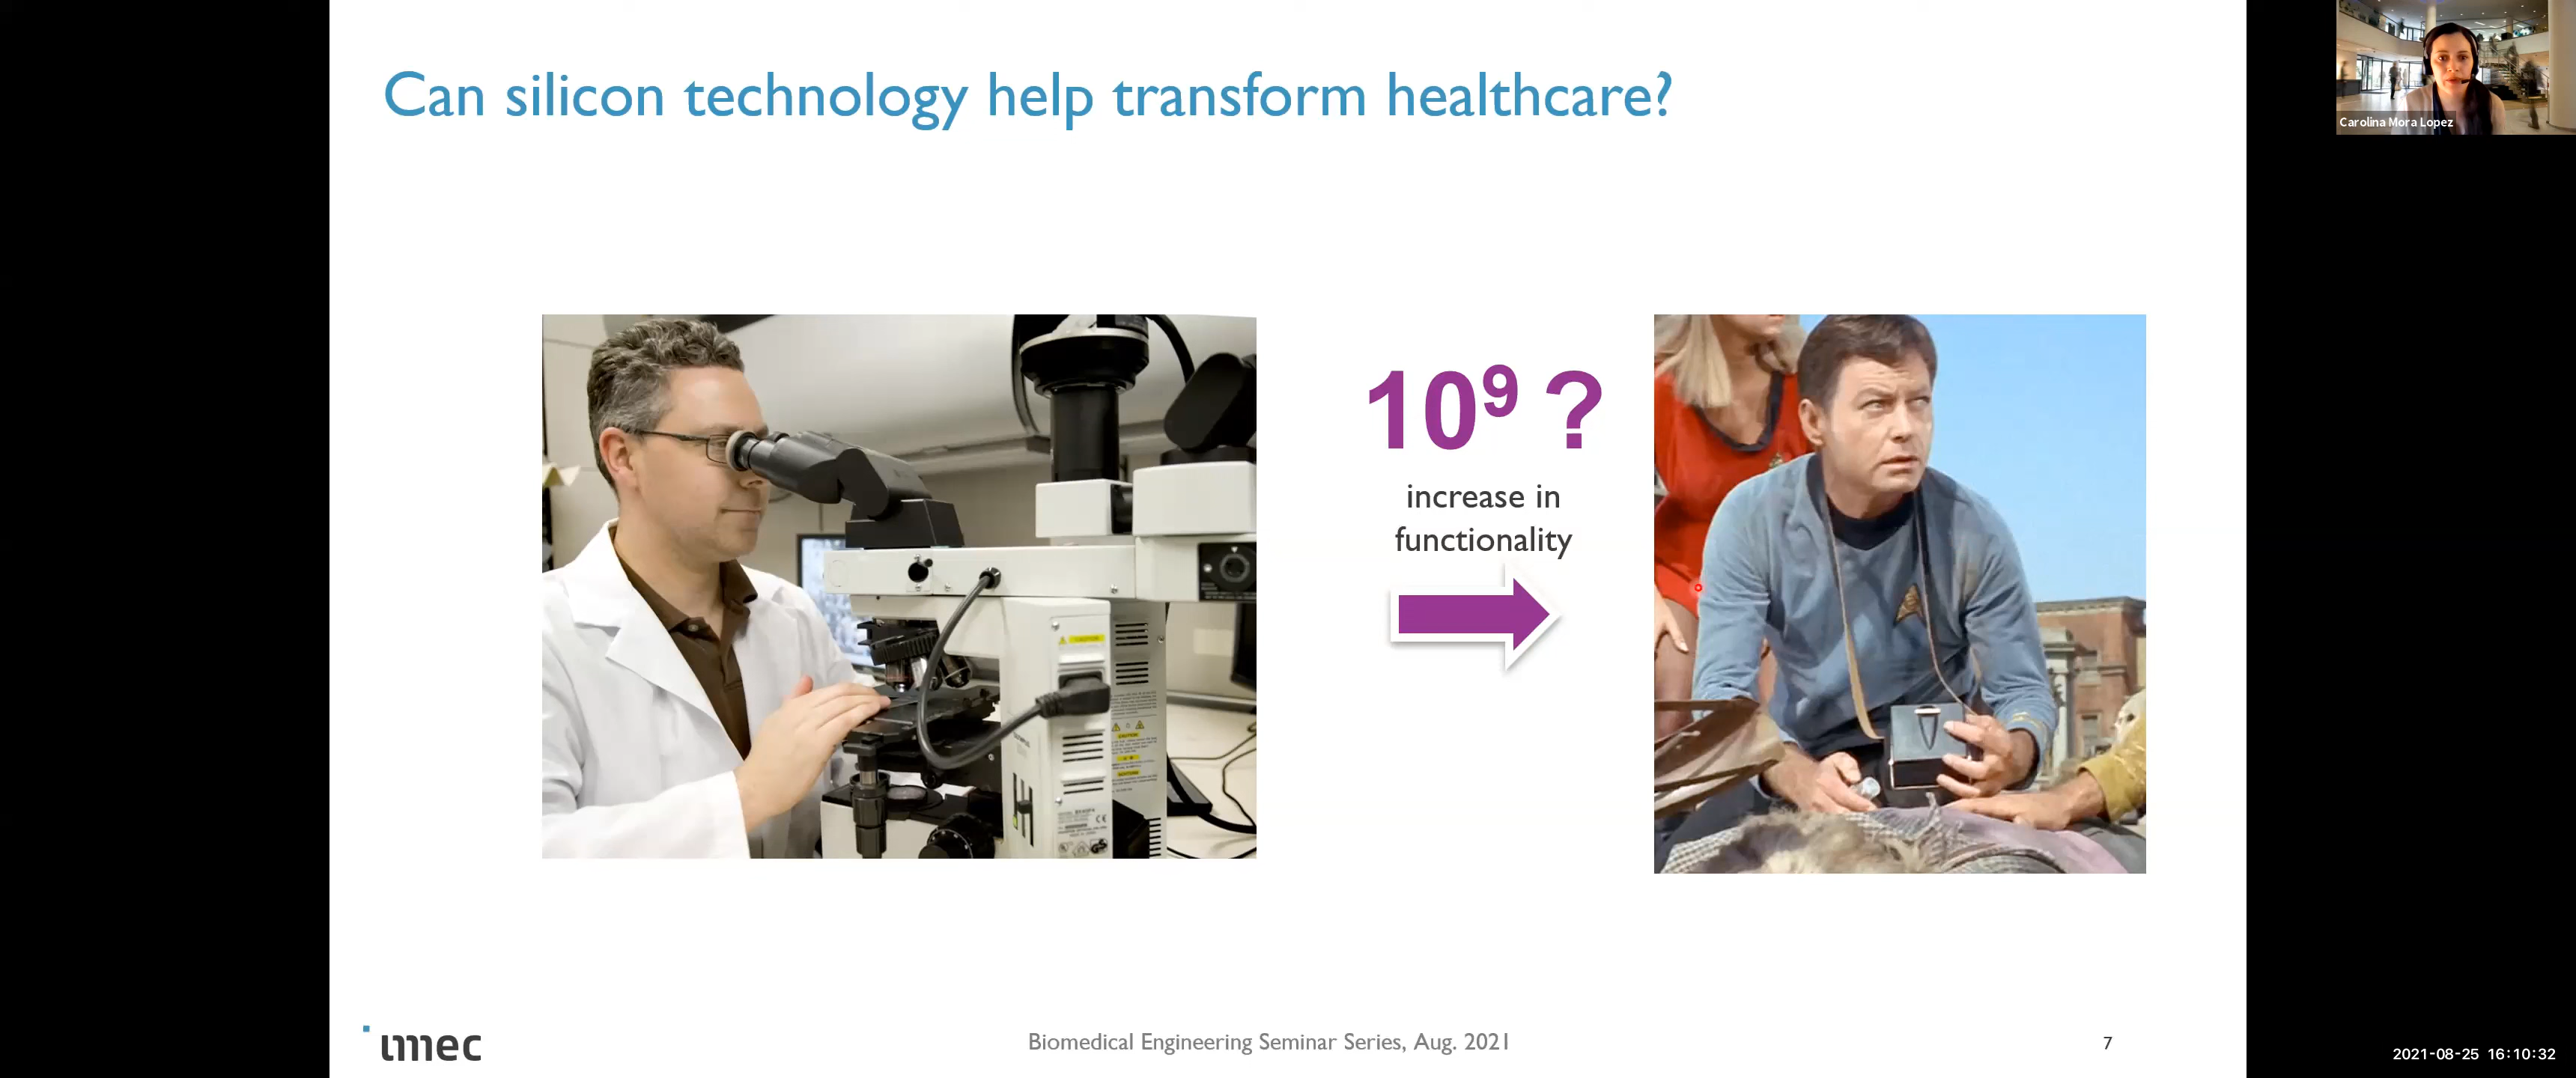 Can silicon technology help transform healthcare?
Carolina Mora Lopez
10⁹ ?
increase in
functionality
CAUTION
imec
Biomedical Engineering Seminar Series, Aug. 2021
7
2021-08-25 16:10:32